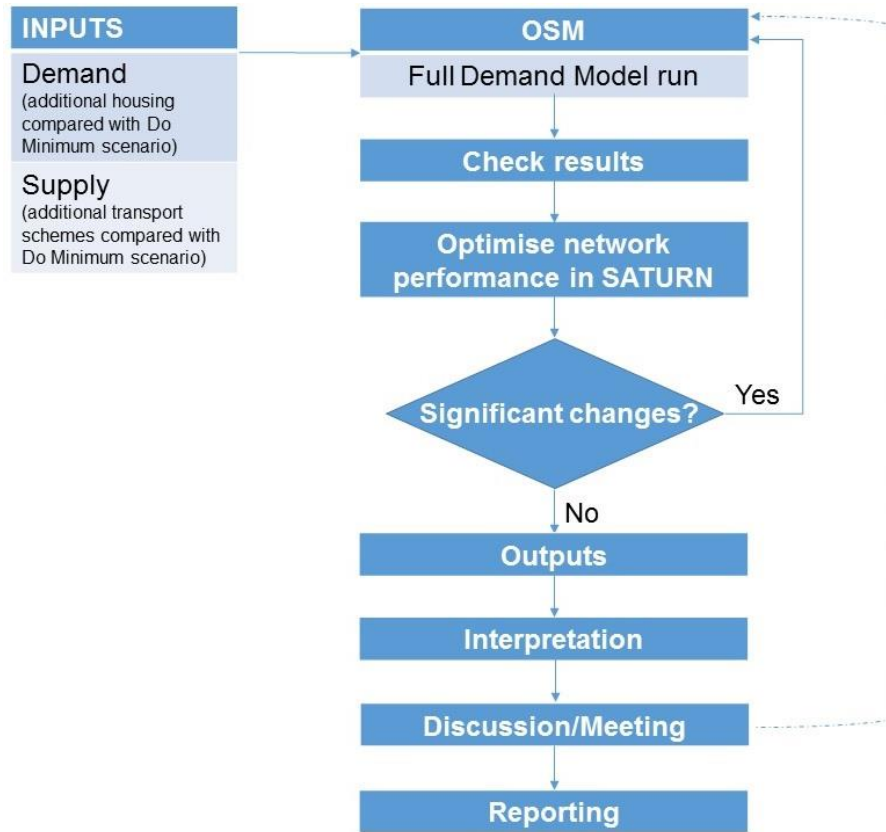 INPUTS
Demand
(additional housing
compared with Do
Minimum scenario)
Supply
(additional transport
schemes compared with
Do Minimum scenario)
OSM
Full Demand Model run
Check results
Optimise network
performance in SATURN
Significant changes?
Yes
No
Outputs
Interpretation
Discussion/Meeting
Reporting